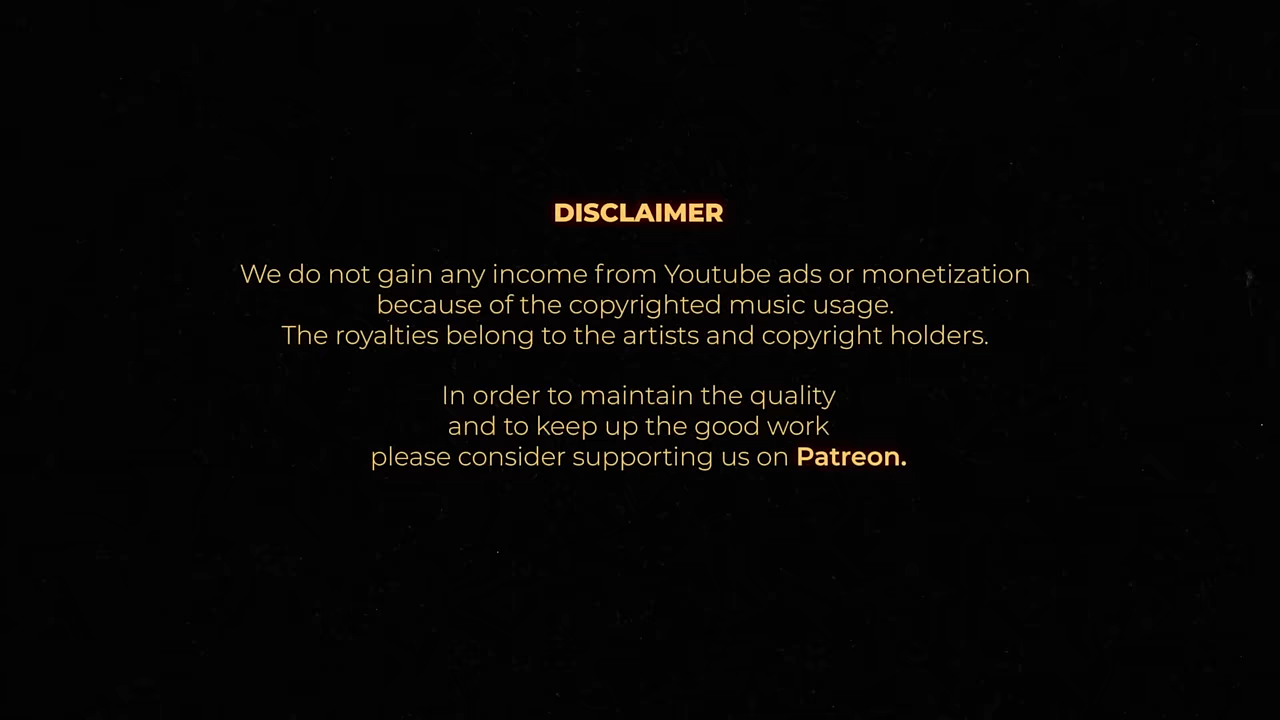 DISCLAIMER
We do not gain any income from Youtube ads or monetization
because of the copyrighted music usage.
The royalties belong to the artists and copyright holders.
In order to maintain the quality
and to keep up the good work
please consider supporting us on Patreon.